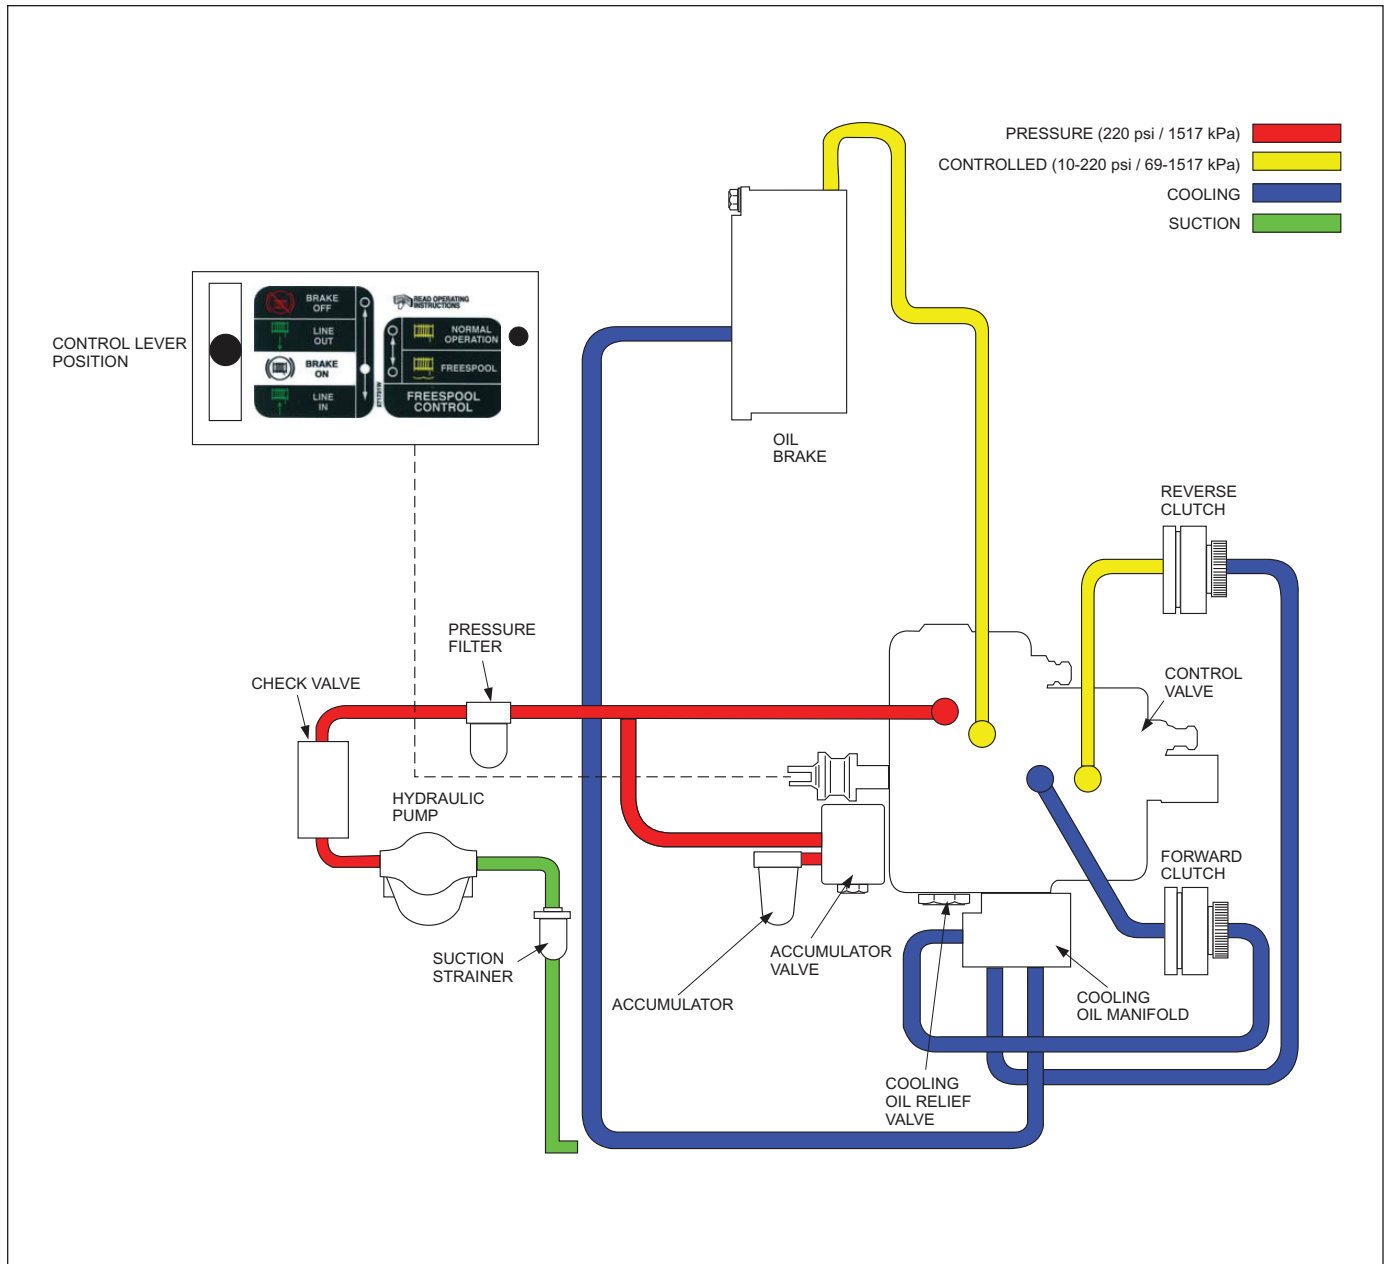 PRESSURE (220 psi / 1517 kPa)
CONTROLLED (10-220 psi / 69-1517 kPa)
COOLING
SUCTION
CONTROL LEVER
POSITION
BRAKE
OFF
LINE
OUT
BRAKE
ON
LINE
IN
READ OPERATING
INSTRUCTIONS
NORMAL
OPERATION
FREESPOOL
FREESPOOL
CONTROL
OIL
BRAKE
REVERSE
CLUTCH
PRESSURE
FILTER
CHECK VALVE
CONTROL
VALVE
HYDRAULIC
PUMP
FORWARD
CLUTCH
SUCTION
STRAINER
ACCUMULATOR
VALVE
ACCUMULATOR
COOLING
OIL MANIFOLD
COOLING
OIL RELIEF
VALVE